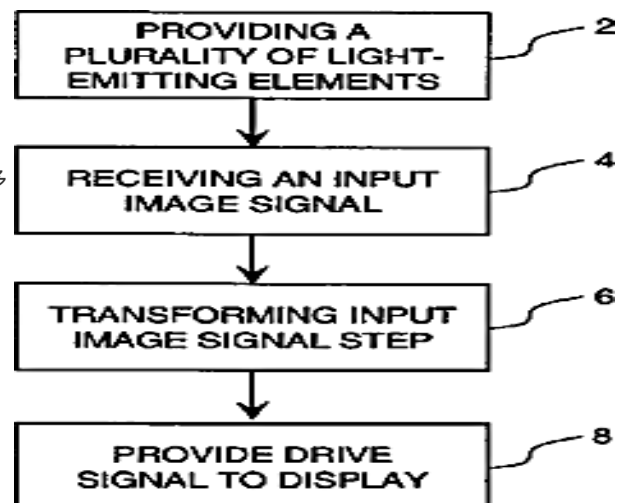 PROVIDING A
PLURALITY OF LIGHT-
EMITTING ELEMENTS
2
RECEIVING AN INPUT
IMAGE SIGNAL
4
TRANSFORMING INPUT
IMAGE SIGNAL STEP
6
PROVIDE DRIVE
SIGNAL TO DISPLAY
8